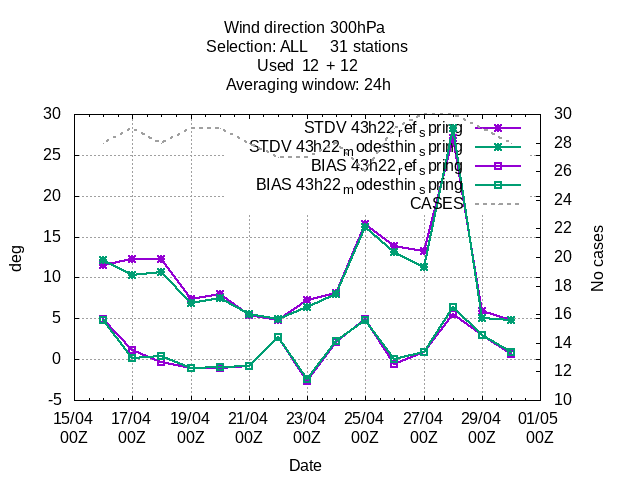 Wind direction 300hPa
Selection: ALL 31 stations
Used 12 + 12
Averaging window: 24h
30 30
STDV 43h22_ref_spring
28
STDV 43h22_modesthin_spring
25
26
BIAS 43h22_ref_spring
BIAS 43h22_modesthin_spring
20
24
CASES
22
15
20
deg
No cases
10
18
5
16
14
0
12
-5 10
15/04 17/04 19/04 21/04 23/04 25/04 27/04 29/04 01/05
00Z 00Z 00Z 00Z 00Z 00Z 00Z 00Z 00Z
Date